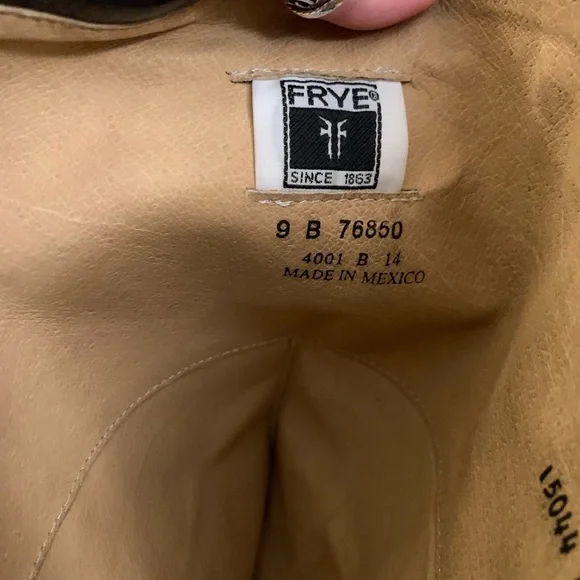 FRYE®
SINCE 1863
9 B 76850
4001 B 14
MADE IN MEXICO
15044